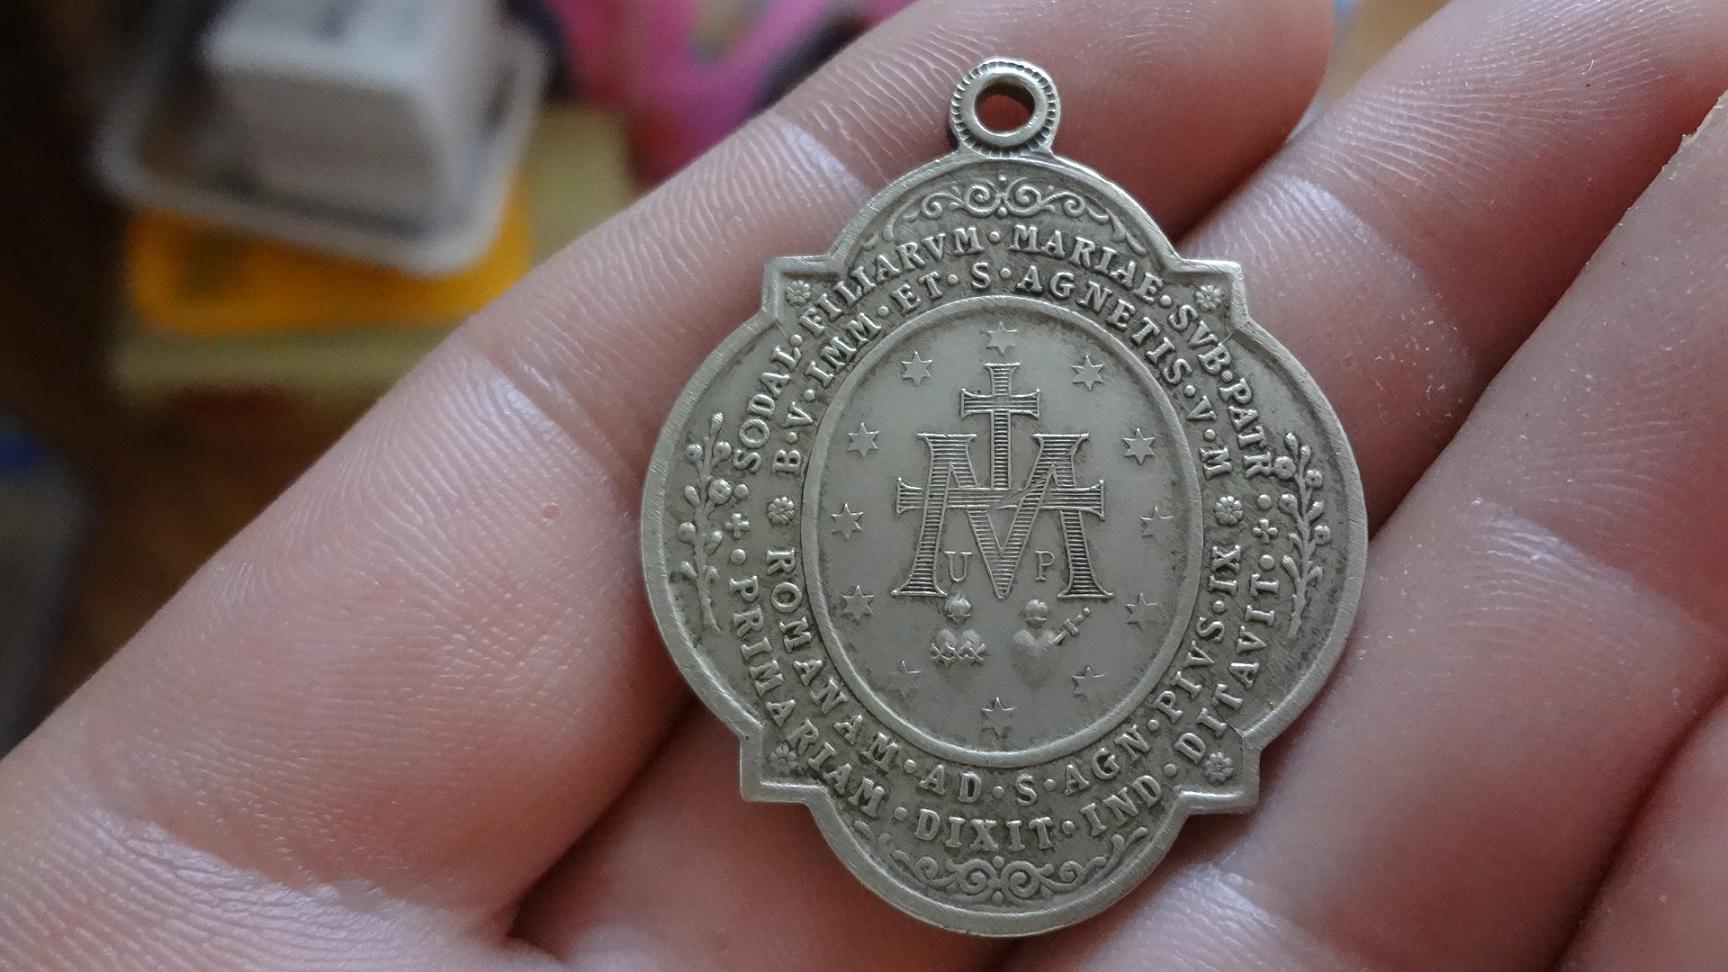 SODAL·FILIARVM·MARIAE·SVB·PATR
B·V·IMM·ET·S·AGNETIS·V·M
U P
ROMANAM·AD·S·AGN·PIVS·IX
PRIMARIAM·DIXIT·IND·DITAVIT·